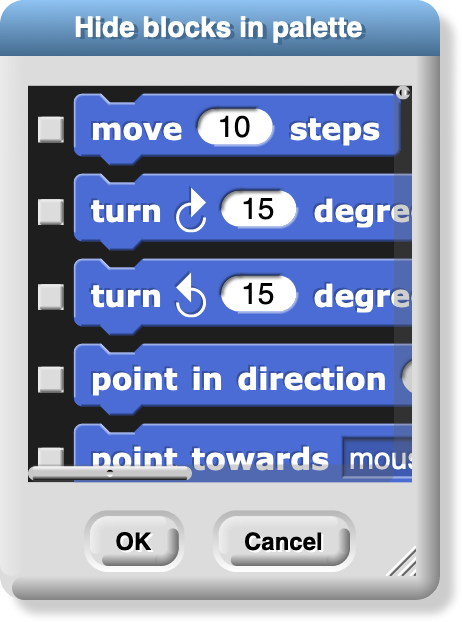 Hide blocks in palette
move 10 steps
turn 15 degre
turn 15 degre
point in direction
point towards mous
OK Cancel